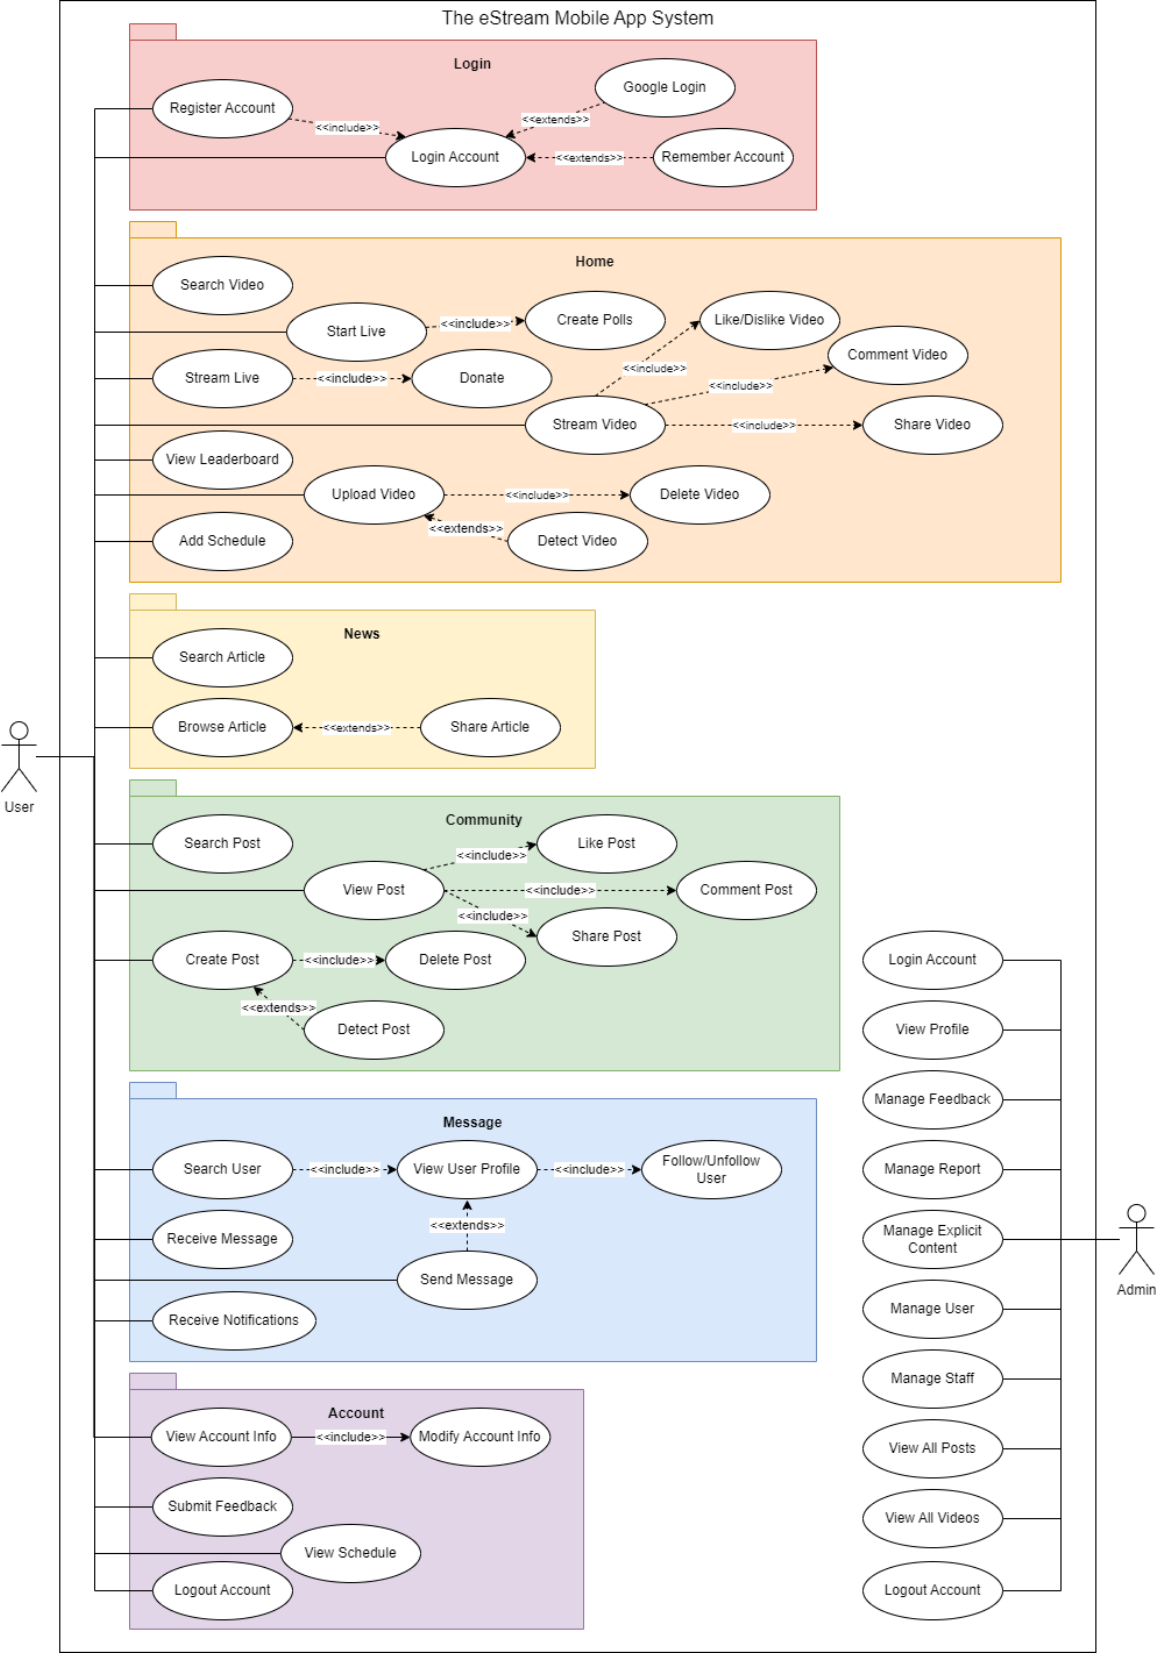 The eStream Mobile App System
Login
Register Account
<<include>>
Login Account
<<extends>>
Google Login
<<extends>>
Remember Account
Home
Search Video
Start Live
<<include>>
Create Polls
Like/Dislike Video
Comment Video
Stream Live
<<include>>
Donate
<<include>>
<<include>>
Stream Video
<<include>>
Share Video
View Leaderboard
Upload Video
<<include>>
Delete Video
<<extends>>
Add Schedule
Detect Video
News
Search Article
Browse Article
<<extends>>
Share Article
User
Community
Search Post
<<include>>
Like Post
View Post
<<include>>
Comment Post
<<include>>
Share Post
Create Post
<<include>>
Delete Post
<<extends>>
Detect Post
Message
Search User
<<include>>
View User Profile
<<include>>
Follow/Unfollow
User
<<extends>>
Receive Message
Send Message
Receive Notifications
Account
View Account Info
<<include>>
Modify Account Info
Submit Feedback
View Schedule
Logout Account
Login Account
View Profile
Manage Feedback
Manage Report
Manage Explicit
Content
Manage User
Manage Staff
View All Posts
View All Videos
Logout Account
Admin